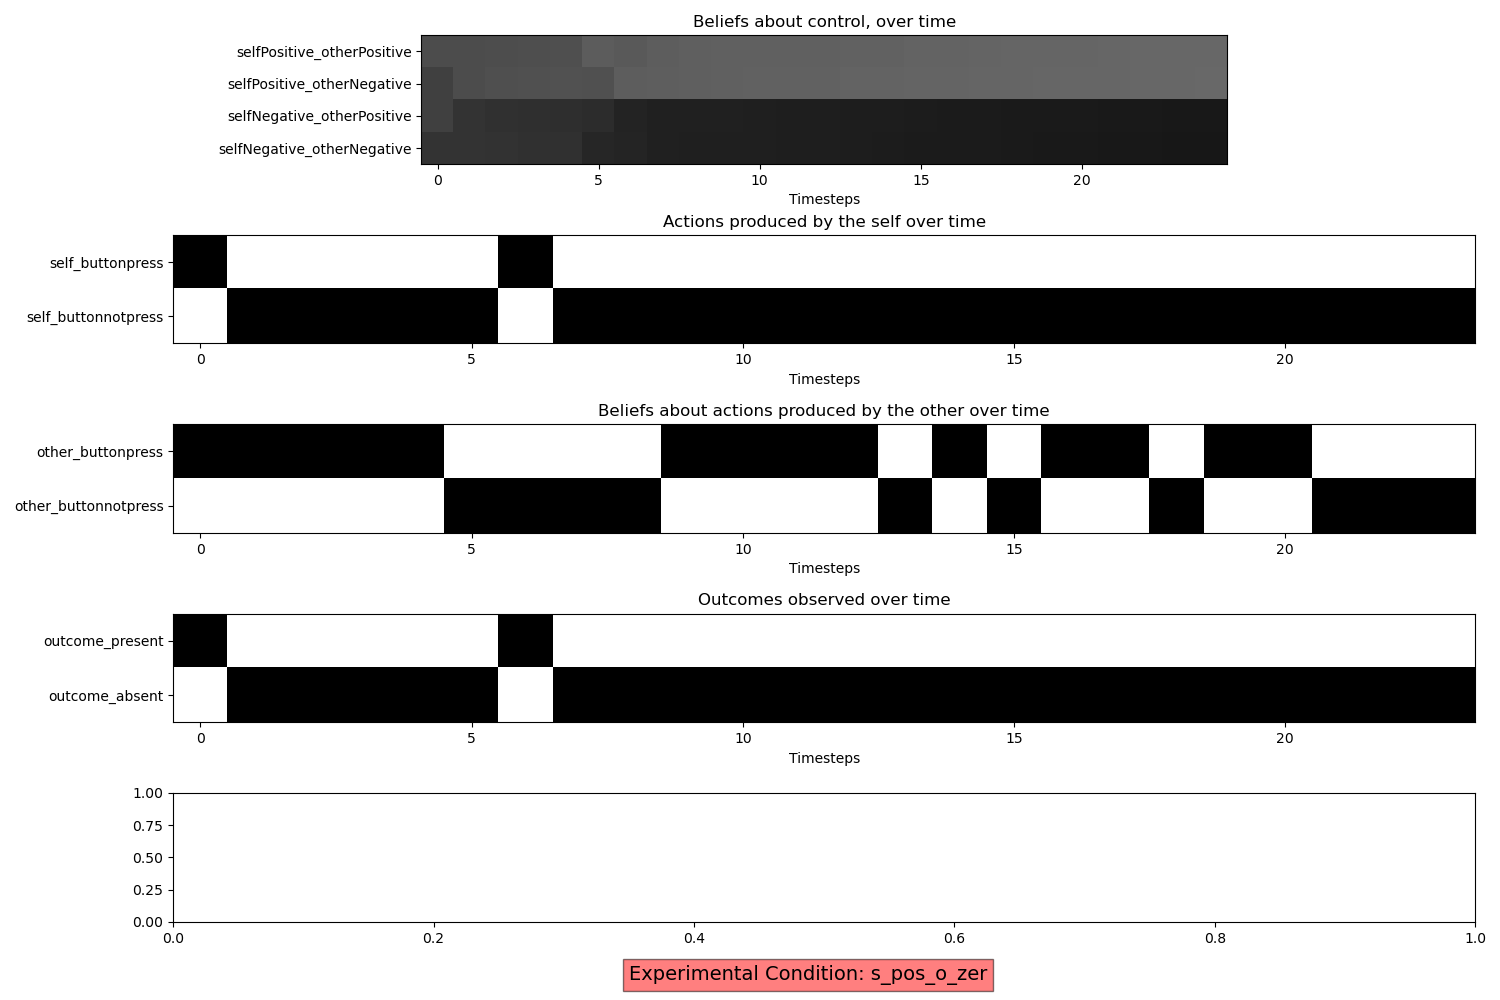 Beliefs about control, over time
selfPositive_otherPositive
selfPositive_otherNegative
selfNegative_otherPositive
selfNegative_otherNegative
0 5 10 15 20
Timesteps
Actions produced by the self over time
self_buttonpress
self_buttonnotpress
0 5 10 15 20
Timesteps
Beliefs about actions produced by the other over time
other_buttonpress
other_buttonnotpress
0 5 10 15 20
Timesteps
Outcomes observed over time
outcome_present
outcome_absent
0 5 10 15 20
Timesteps
1.00
0.75
0.50
0.25
0.00
0.0 0.2 0.4 0.6 0.8 1.0
Experimental Condition: s_pos_o_zer